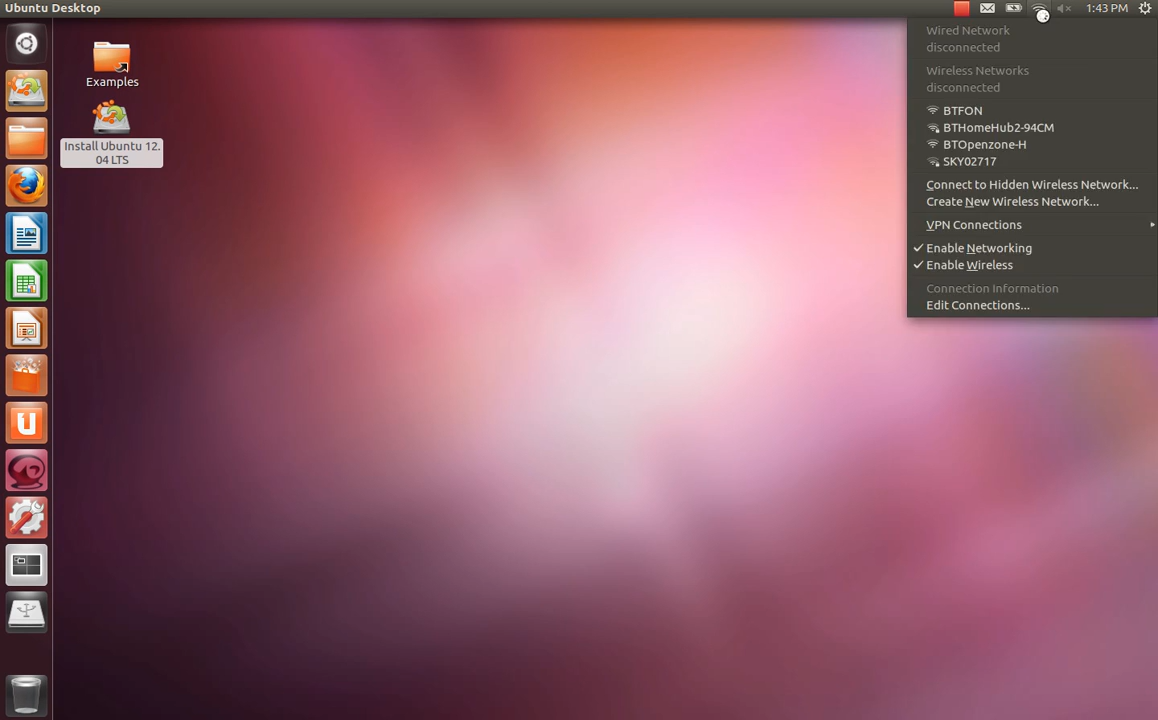 Ubuntu Desktop
1:43 PM
Examples
Install Ubuntu 12.
04 LTS
Wired Network
disconnected
Wireless Networks
disconnected
BTFON
BTHomeHub2-94CM
BTOpenzone-H
SKY02717
Connect to Hidden Wireless Network...
Create New Wireless Network...
VPN Connections
Enable Networking
Enable Wireless
Connection Information
Edit Connections...